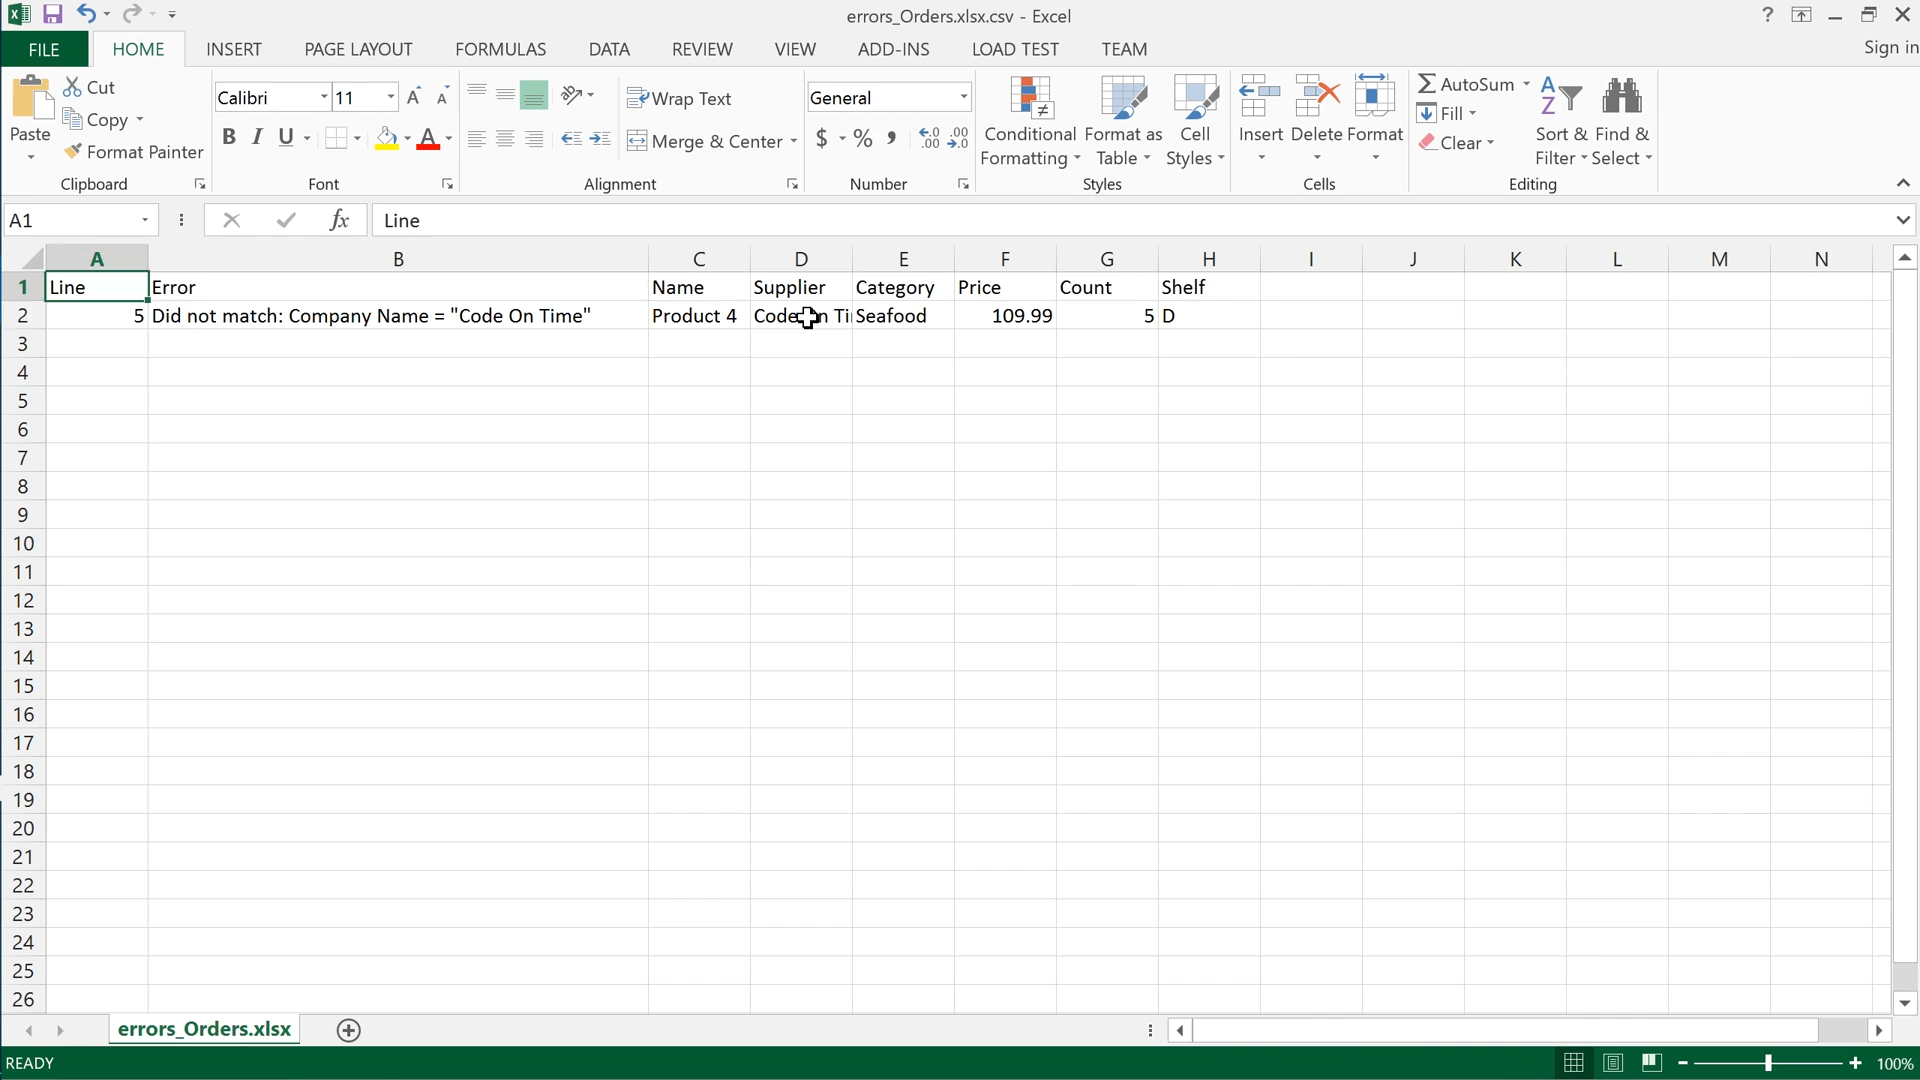 errors_Orders.xlsx.csv - Excel
?
FILE HOME INSERT PAGE LAYOUT FORMULAS DATA REVIEW VIEW ADD-INS LOAD TEST TEAM
Sign in
Paste
Cut
Copy
Format Painter
Clipboard
Calibri 11 A A
B I U A
Font
Wrap Text
Merge & Center
Alignment
General
$ % ,
Number
Conditional
Formatting
Format as
Table
Cell
Styles
Styles
Insert Delete Format
Cells
AutoSum
Fill
Clear
Sort &
Filter
Find &
Select
Editing
A1 fx Line
A B C D E F G H I J K L M N
1 Line Error Name Supplier Category Price Count Shelf
2 5 Did not match: Company Name = "Code On Time" Product 4 Seafood 109.99 5 D
3
4
5
6
7
8
9
10
11
12
13
14
15
16
17
18
19
20
21
22
23
24
25
26
errors_Orders.xlsx
READY
100%